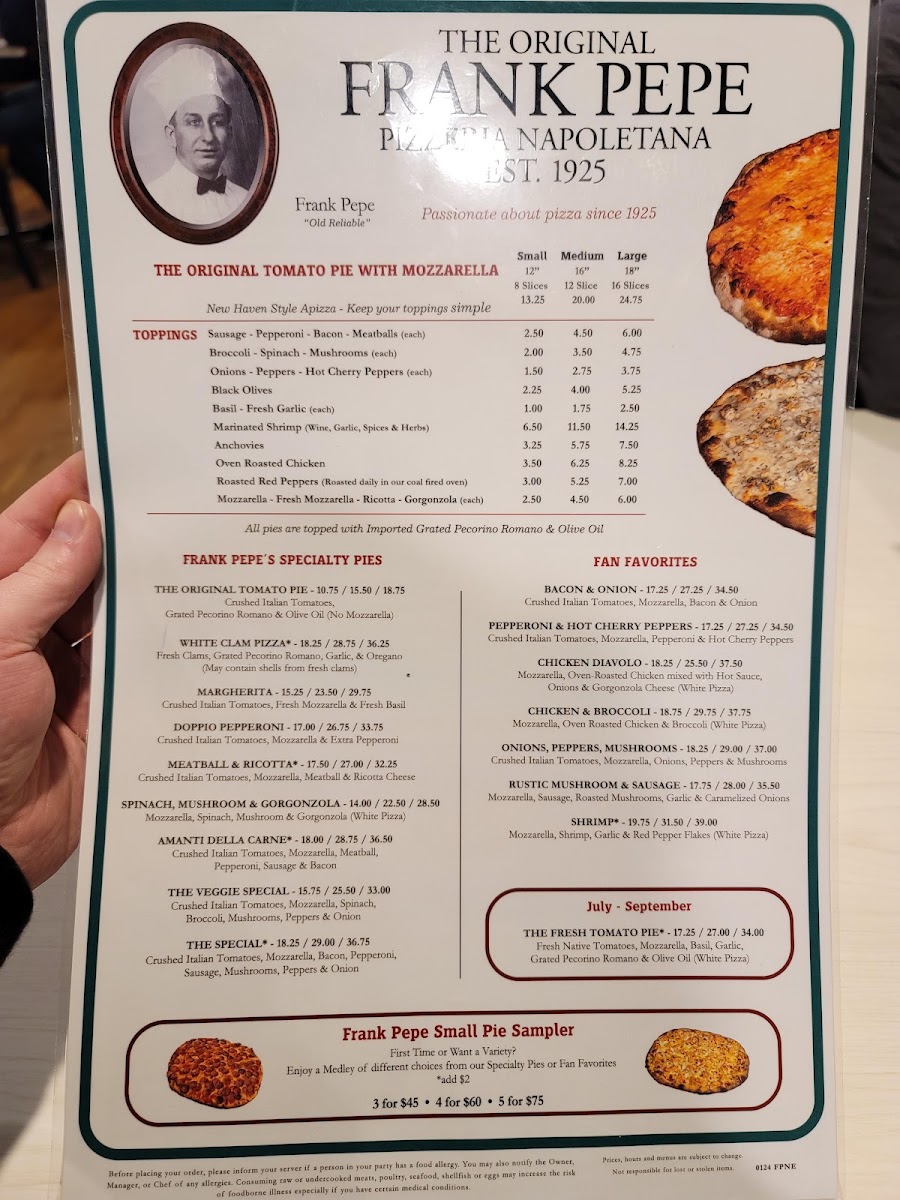 THE ORIGINAL
FRANK PEPE
PIZZERIA NAPOLETANA
EST. 1925
Frank Pepe
"Old Reliable"
Passionate about pizza since 1925
THE ORIGINAL TOMATO PIE WITH MOZZARELLA
Small Medium Large
12" 16" 18"
8 Slices 12 Slice 16 Slices
13.25 20.00 24.75
New Haven Style Apizza - Keep your toppings simple
TOPPINGS Sausage - Pepperoni - Bacon - Meatballs (each) 2.50 4.50 6.00
Broccoli - Spinach - Mushrooms (each) 2.00 3.50 4.75
Onions - Peppers - Hot Cherry Peppers (each) 1.50 2.75 3.75
Black Olives 2.25 4.00 5.25
Basil - Fresh Garlic (each) 1.00 1.75 2.50
Marinated Shrimp (Wine, Garlic, Spices & Herbs) 6.50 11.50 14.25
Anchovies 3.25 5.75 7.50
Oven Roasted Chicken 3.50 6.25 8.25
Roasted Red Peppers (Roasted daily in our coal fired oven) 3.00 5.25 7.00
Mozzarella - Fresh Mozzarella - Ricotta - Gorgonzola (each) 2.50 4.50 6.00
All pies are topped with Imported Grated Pecorino Romano & Olive Oil
FRANK PEPE'S SPECIALTY PIES
THE ORIGINAL TOMATO PIE - 10.75 / 15.50 / 18.75
Crushed Italian Tomatoes,
Grated Pecorino Romano & Olive Oil (No Mozzarella)
WHITE CLAM PIZZA* - 18.25 / 28.75 / 36.25
Fresh Clams, Grated Pecorino Romano, Garlic, & Oregano
(May contain shells from fresh clams)
MARGHERITA - 15.25 / 23.50 / 29.75
Crushed Italian Tomatoes, Fresh Mozzarella & Fresh Basil
DOPPIO PEPPERONI - 17.00 / 26.75 / 33.75
Crushed Italian Tomatoes, Mozzarella & Extra Pepperoni
MEATBALL & RICOTTA* - 17.50 / 27.00 / 32.25
Crushed Italian Tomatoes, Mozzarella, Meatball & Ricotta Cheese
SPINACH, MUSHROOM & GORGONZOLA - 14.00 / 22.50 / 28.50
Mozzarella, Spinach, Mushroom & Gorgonzola (White Pizza)
AMANTI DELLA CARNE* - 18.00 / 28.75 / 36.50
Crushed Italian Tomatoes, Mozzarella, Meatball,
Pepperoni, Sausage & Bacon
THE VEGGIE SPECIAL - 15.75 / 25.50 / 33.00
Crushed Italian Tomatoes, Mozzarella, Spinach,
Broccoli, Mushrooms, Peppers & Onion
THE SPECIAL* - 18.25 / 29.00 / 36.75
Crushed Italian Tomatoes, Mozzarella, Bacon, Pepperoni,
Sausage, Mushrooms, Peppers & Onion
FAN FAVORITES
BACON & ONION - 17.25 / 27.25 / 34.50
Crushed Italian Tomatoes, Mozzarella, Bacon & Onion
PEPPERONI & HOT CHERRY PEPPERS - 17.25 / 27.25 / 34.50
Crushed Italian Tomatoes, Mozzarella, Pepperoni & Hot Cherry Peppers
CHICKEN DIAVOLO - 18.25 / 25.50 / 37.50
Mozzarella, Oven-Roasted Chicken mixed with Hot Sauce,
Onions & Gorgonzola Cheese (White Pizza)
CHICKEN & BROCCOLI - 18.75 / 29.75 / 37.75
Mozzarella, Oven Roasted Chicken & Broccoli (White Pizza)
ONIONS, PEPPERS, MUSHROOMS - 18.25 / 29.00 / 37.00
Crushed Italian Tomatoes, Mozzarella, Onions, Peppers & Mushrooms
RUSTIC MUSHROOM & SAUSAGE - 17.75 / 28.00 / 35.50
Mozzarella, Sausage, Roasted Mushrooms, Garlic & Caramelized Onions
SHRIMP* - 19.75 / 31.50 / 39.00
Mozzarella, Shrimp, Garlic & Red Pepper Flakes (White Pizza)
July - September
THE FRESH TOMATO PIE* - 17.25 / 27.00 / 34.00
Fresh Native Tomatoes, Mozzarella, Basil, Garlic,
Grated Pecorino Romano & Olive Oil (White Pizza)
Frank Pepe Small Pie Sampler
First Time or Want a Variety?
Enjoy a Medley of different choices from our Specialty Pies or Fan Favorites
*add $2
3 for $45 • 4 for $60 • 5 for $75
Before placing your order, please inform your server if a person in your party has a food allergy. You may also notify the Owner,
Manager, or Chef of any allergies. Consuming raw or undercooked meats, poultry, seafood, shellfish or eggs may increase the risk
of foodborne illness especially if you have certain medical conditions.
Prices, hours and menus are subject to change.
Not responsible for lost or stolen items.
0124 FPNE